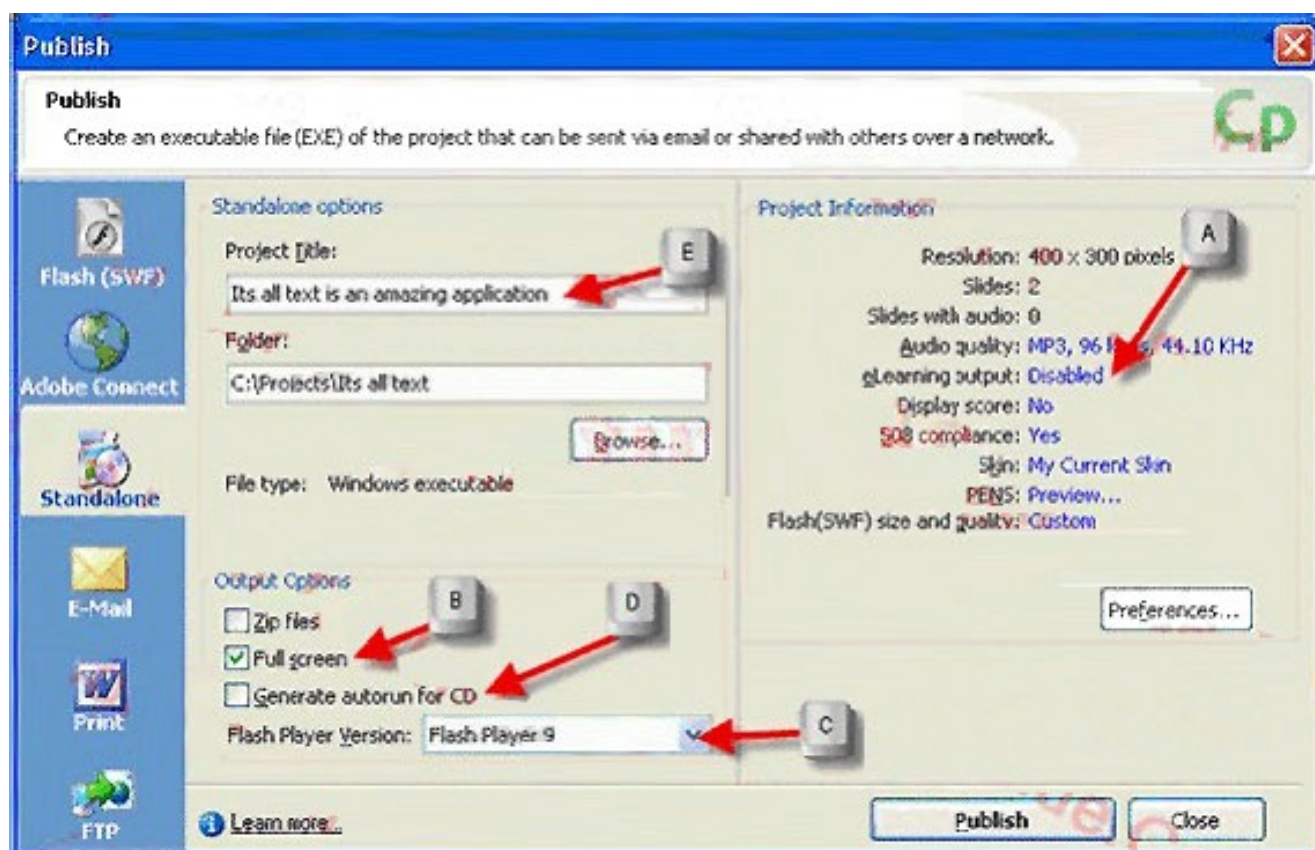 Publish
Publish
Create an executable file (EXE) of the project that can be sent via email or shared with others over a network.
Cp
Flash (SWF)
Adobe Connect
Standalone
E-Mail
Print
FTP
Standalone options
Project Title:
E
Its all text is an amazing application
Folder:
C:\Projects\Its all text
Browse...
File type: Windows executable
Output Options
B
D
Zip files
Full screen
Generate autorun for CD
Flash Player Version: Flash Player 9
C
Learn more...
Project Information
A
Resolution: 400 x 300 pixels
Slides: 2
Slides with audio: 0
Audio quality: MP3, 96 44.10 KHz
eLearning output: Disabled
Display score: No
508 compliance: Yes
Skin: My Current Skin
PENS: Preview...
Flash(SWF) size and quality: Custom
Preferences...
Publish
Close